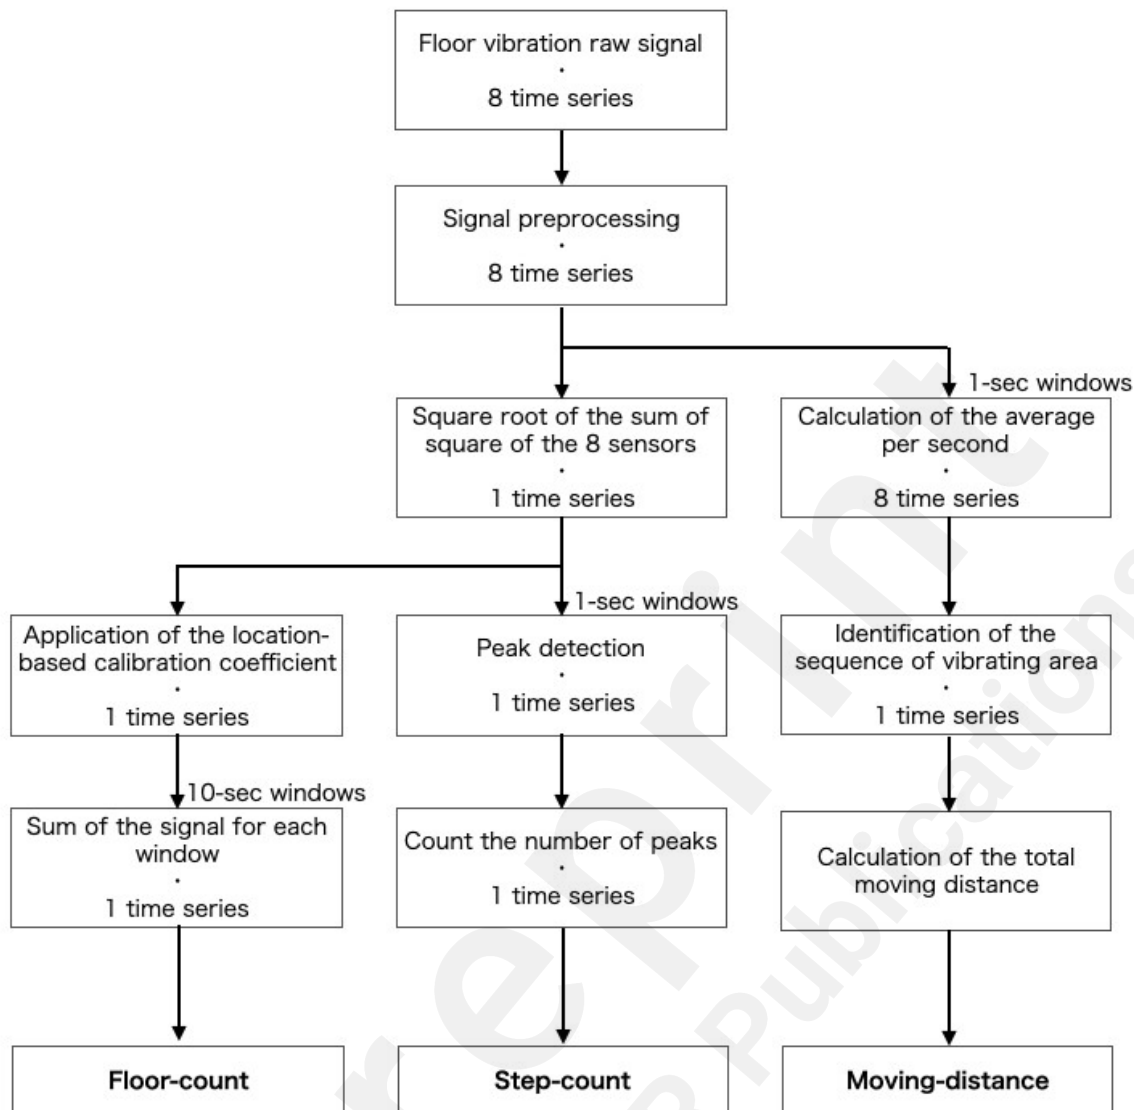 Floor vibration raw signal
·
8 time series
Signal preprocessing
·
8 time series
1-sec windows
Square root of the sum of
square of the 8 sensors
·
1 time series
Calculation of the average
per second
·
8 time series
1-sec windows
Application of the location-
based calibration coefficient
·
1 time series
Peak detection
·
1 time series
Identification of the
sequence of vibrating area
·
1 time series
10-sec windows
Sum of the signal for each
window
·
1 time series
Count the number of peaks
·
1 time series
Calculation of the total
moving distance
Floor-count
Step-count
Moving-distance
reprint
Publications